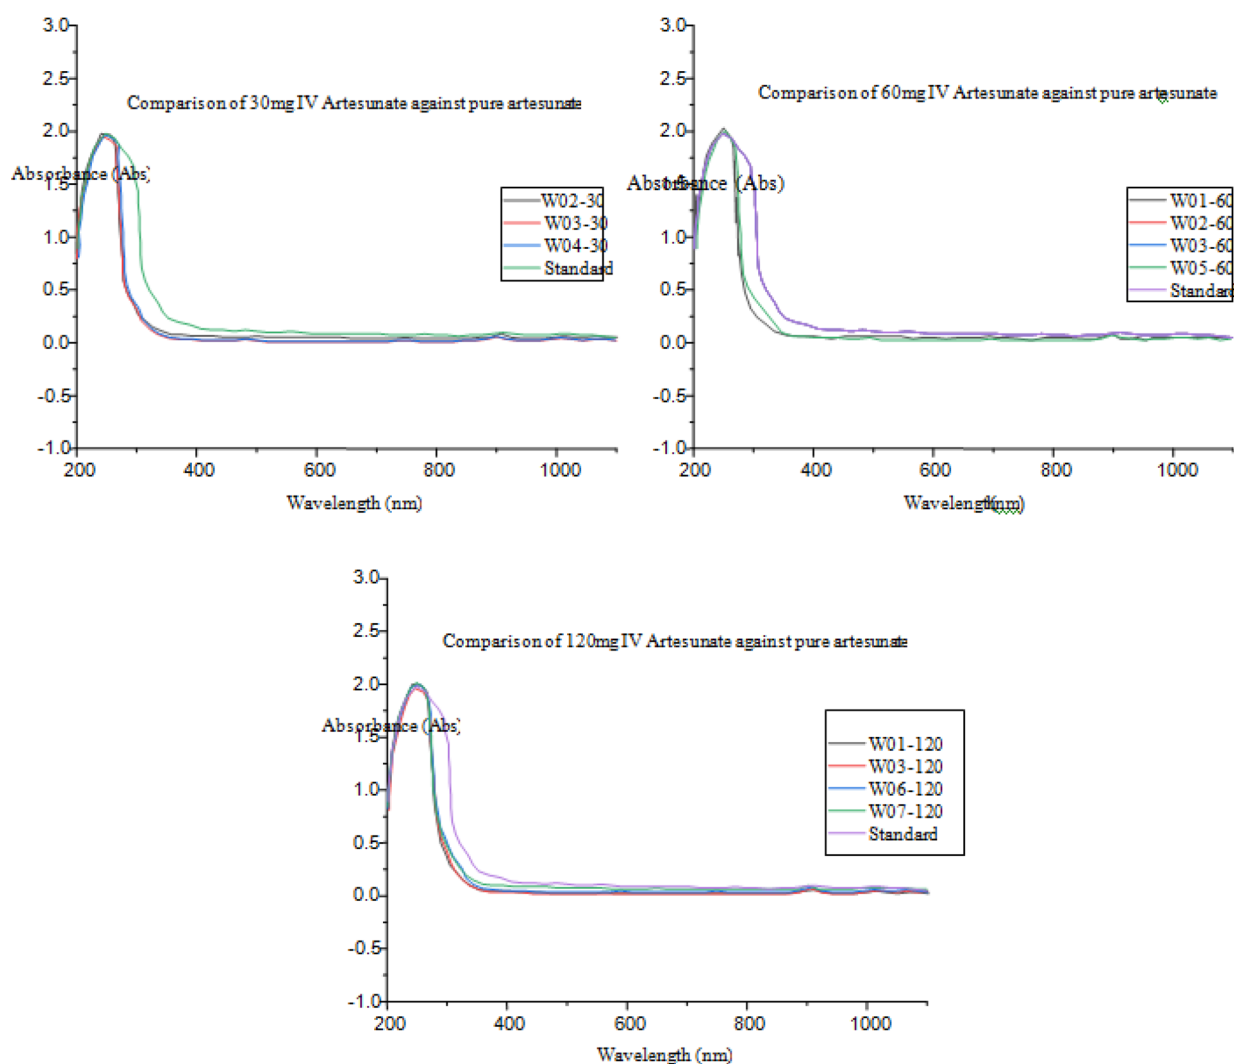 3.0
2.5
Comparison of 30mg IV Artesunate against pure artesunate
2.0
Absorbance (Abs)
1.5
W02-30
W03-30
1.0
W04-30
Standard
0.5
0.0
-0.5
-1.0
200 400 600 800 1000
Wavelength (nm)
3.0
2.5
Comparison of 60mg IV Artesunate against pure artesunate
2.0
Absorbance (Abs)
1.5
W01-60
W02-60
1.0
W03-60
W05-60
0.5
Standard
0.0
-0.5
-1.0
200 400 600 800 1000
Wavelength(nm)
3.0
2.5
Comparison of 120mg IV Artesunate against pure artesunate
2.0
Absorbance (Abs)
1.5
W01-120
W03-120
1.0
W06-120
W07-120
Standard
0.5
0.0
-0.5
-1.0
200 400 600 800 1000
Wavelength (nm)